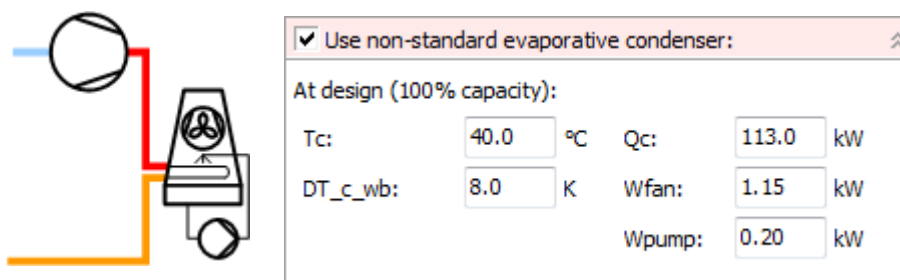 Use non-standard evaporative condenser:
At design (100% capacity):
Tc: 40.0 °C Qc: 113.0 kW
DT_c_wb: 8.0 K Wfan: 1.15 kW
Wpump: 0.20 kW